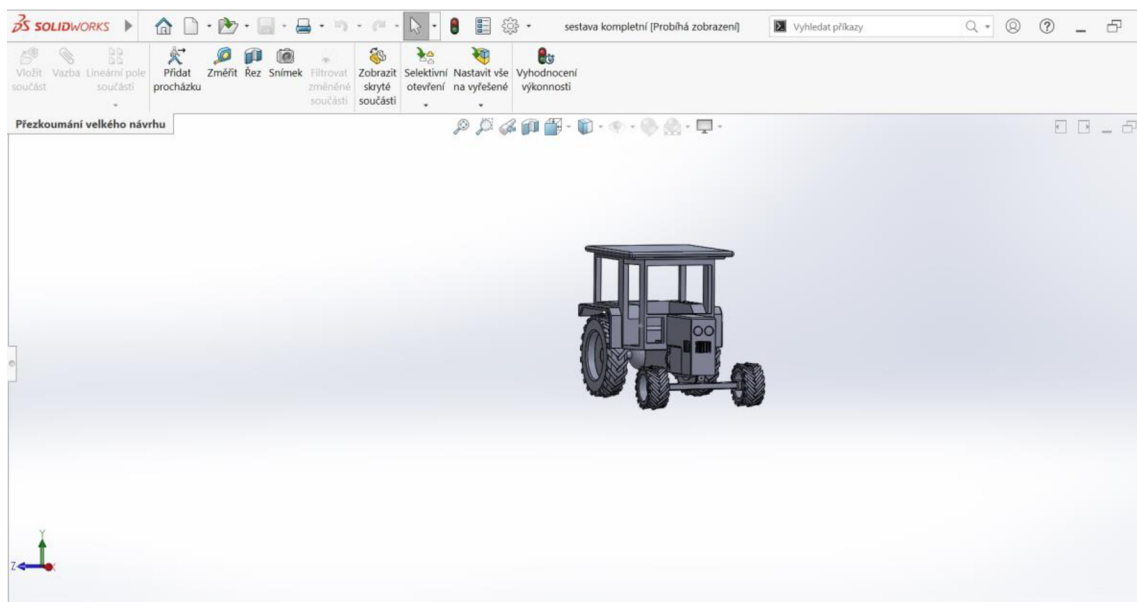 SOLIDWORKS
sestava kompletní [Probíhá zobrazení]
Vyhledat příkazy
Vložit součást
Vazba
Lineární pole součástí
Přidat procházku
Změřit
Řez
Snímek
Filtrovat změněné součásti
Zobrazit skryté součásti
Selektivní otevření
Nastavit vše na vyřešené
Vyhodnocení výkonnosti
Přezkoumání velkého návrhu
Y
Z